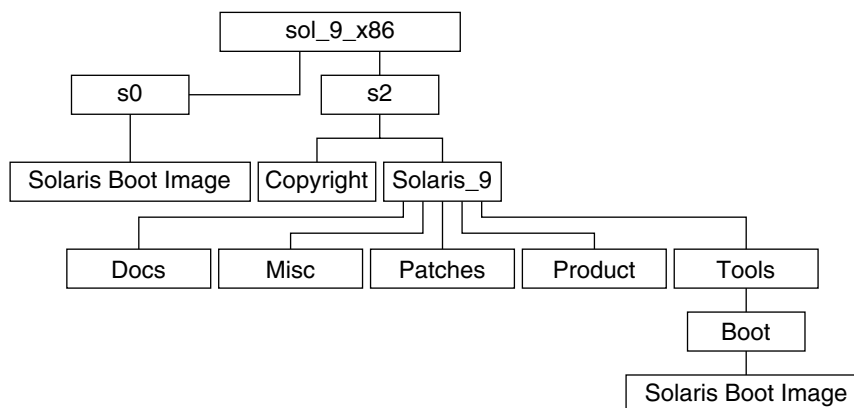 sol_9_x86
s0
s2
Solaris Boot Image
Copyright
Solaris_9
Docs
Misc
Patches
Product
Tools
Boot
Solaris Boot Image